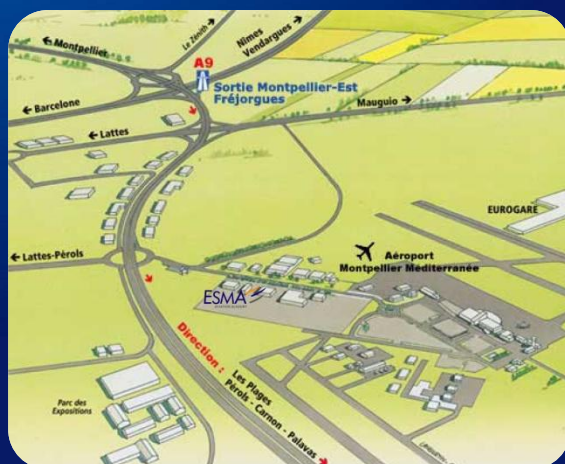 Le Zénith
← Montpellier
Nîmes
Vendargues
A9
Sortie Montpellier-Est
Fréjorgues
← Barcelone
Mauguio →
← Lattes
EUROGARE
← Lattes-Pérols
Aéroport
Montpellier Méditerranée
ESMA
Direction :
Les Plages
Pérols - Carnon - Palavas
Parc des
Expositions